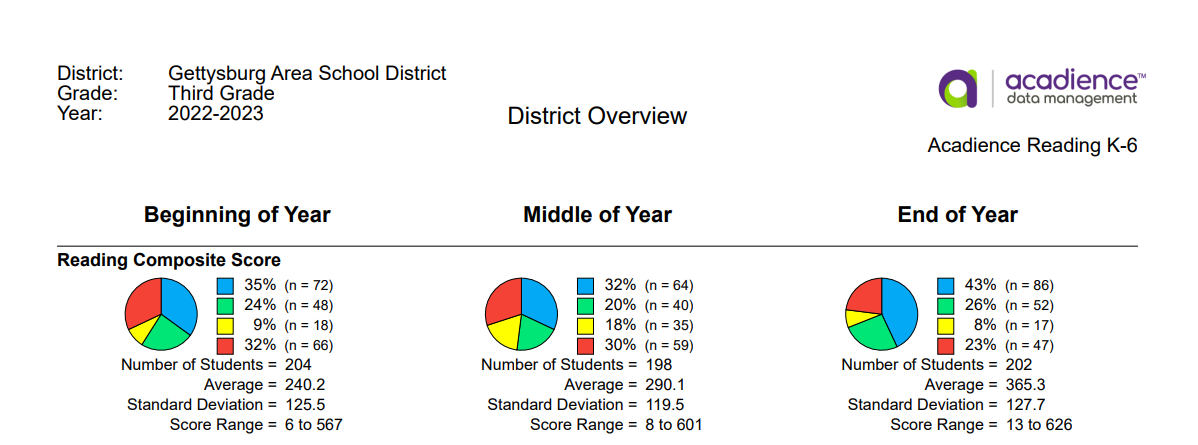 District: Gettysburg Area School District
Grade: Third Grade
Year: 2022-2023
District Overview
acadience™
data management
Acadience Reading K-6
Beginning of Year Middle of Year End of Year
Reading Composite Score
35% (n = 72) 32% (n = 64) 43% (n = 86)
24% (n = 48) 20% (n = 40) 26% (n = 52)
9% (n = 18) 18% (n = 35) 8% (n = 17)
32% (n = 66) 30% (n = 59) 23% (n = 47)
Number of Students = 204 Number of Students = 198 Number of Students = 202
Average = 240.2 Average = 290.1 Average = 365.3
Standard Deviation = 125.5 Standard Deviation = 119.5 Standard Deviation = 127.7
Score Range = 6 to 567 Score Range = 8 to 601 Score Range = 13 to 626